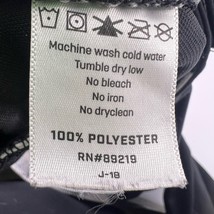 Machine wash cold water
Tumble dry low
No bleach
No iron
No dryclean
100% POLYESTER
RN#89219
J-18